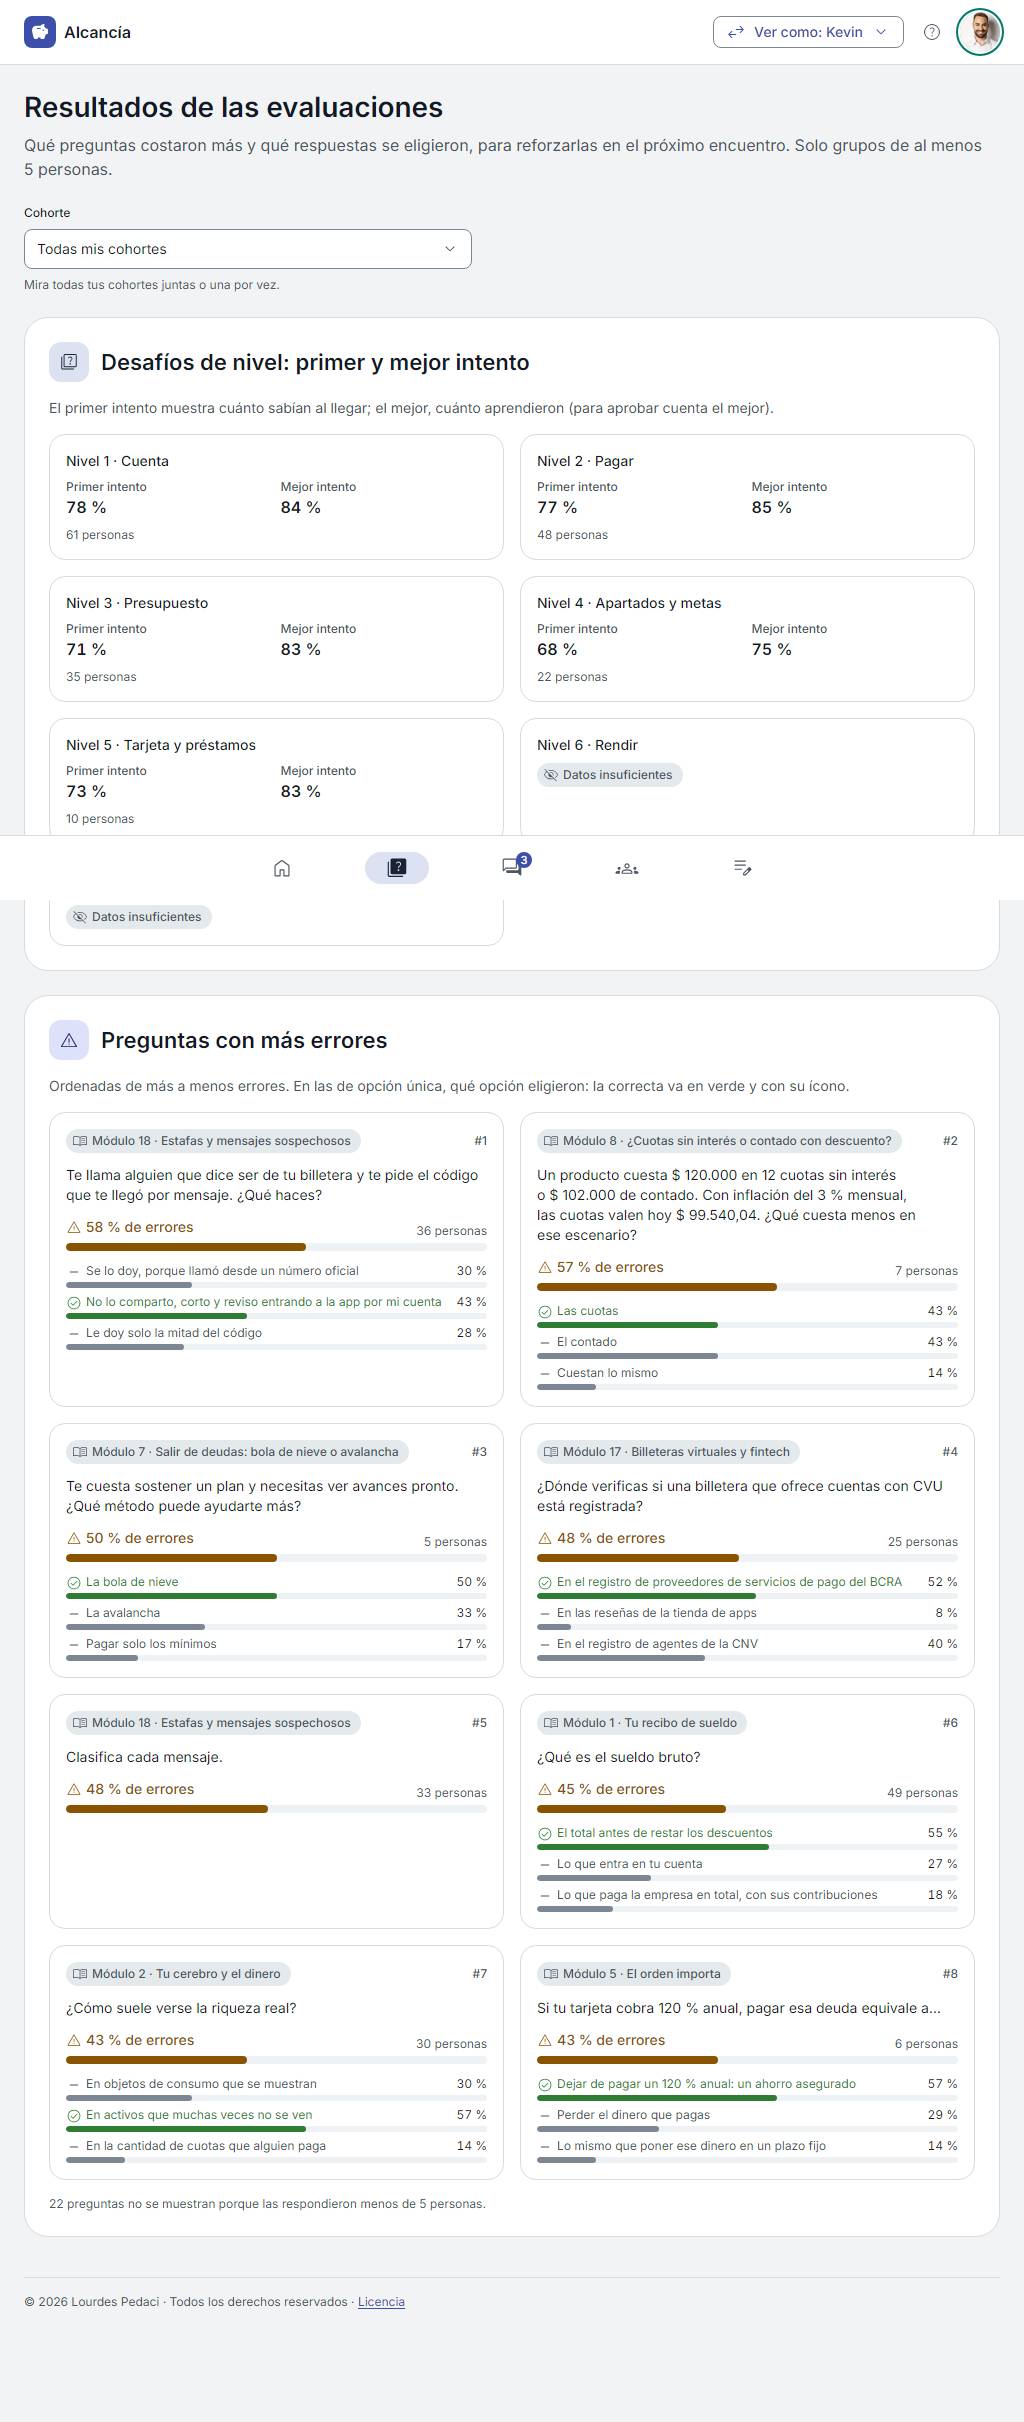 Alcancía
Ver como: Kevin
Resultados de las evaluaciones
Qué preguntas costaron más y qué respuestas se eligieron, para reforzarlas en el próximo encuentro. Solo grupos de al menos
5 personas.
Cohorte
Todas mis cohortes
Mira todas tus cohortes juntas o una por vez.
Desafíos de nivel: primer y mejor intento
El primer intento muestra cuánto sabían al llegar; el mejor, cuánto aprendieron (para aprobar cuenta el mejor).
Nivel 1 · Cuenta
Primer intento Mejor intento
78 % 84 %
61 personas
Nivel 2 · Pagar
Primer intento Mejor intento
77 % 85 %
48 personas
Nivel 3 · Presupuesto
Primer intento Mejor intento
71 % 83 %
35 personas
Nivel 4 · Apartados y metas
Primer intento Mejor intento
68 % 75 %
22 personas
Nivel 5 · Tarjeta y préstamos
Primer intento Mejor intento
73 % 83 %
10 personas
Nivel 6 · Rendir
Datos insuficientes
3
Datos insuficientes
Preguntas con más errores
Ordenadas de más a menos errores. En las de opción única, qué opción eligieron: la correcta va en verde y con su ícono.
Módulo 18 · Estafas y mensajes sospechosos #1
Te llama alguien que dice ser de tu billetera y te pide el código
que te llegó por mensaje. ¿Qué haces?
58 % de errores 36 personas
Se lo doy, porque llamó desde un número oficial 30 %
No lo comparto, corto y reviso entrando a la app por mi cuenta 43 %
Le doy solo la mitad del código 28 %
Módulo 8 · ¿Cuotas sin interés o contado con descuento? #2
Un producto cuesta $ 120.000 en 12 cuotas sin interés
o $ 102.000 de contado. Con inflación del 3 % mensual,
las cuotas valen hoy $ 99.540,04. ¿Qué cuesta menos en
ese escenario?
57 % de errores 7 personas
Las cuotas 43 %
El contado 43 %
Cuestan lo mismo 14 %
Módulo 7 · Salir de deudas: bola de nieve o avalancha #3
Te cuesta sostener un plan y necesitas ver avances pronto.
¿Qué método puede ayudarte más?
50 % de errores 5 personas
La bola de nieve 50 %
La avalancha 33 %
Pagar solo los mínimos 17 %
Módulo 17 · Billeteras virtuales y fintech #4
¿Dónde verificas si una billetera que ofrece cuentas con CVU
está registrada?
48 % de errores 25 personas
En el registro de proveedores de servicios de pago del BCRA 52 %
En las reseñas de la tienda de apps 8 %
En el registro de agentes de la CNV 40 %
Módulo 18 · Estafas y mensajes sospechosos #5
Clasifica cada mensaje.
48 % de errores 33 personas
Módulo 1 · Tu recibo de sueldo #6
¿Qué es el sueldo bruto?
45 % de errores 49 personas
El total antes de restar los descuentos 55 %
Lo que entra en tu cuenta 27 %
Lo que paga la empresa en total, con sus contribuciones 18 %
Módulo 2 · Tu cerebro y el dinero #7
¿Cómo suele verse la riqueza real?
43 % de errores 30 personas
En objetos de consumo que se muestran 30 %
En activos que muchas veces no se ven 57 %
En la cantidad de cuotas que alguien paga 14 %
Módulo 5 · El orden importa #8
Si tu tarjeta cobra 120 % anual, pagar esa deuda equivale a...
43 % de errores 6 personas
Dejar de pagar un 120 % anual: un ahorro asegurado 57 %
Perder el dinero que pagas 29 %
Lo mismo que poner ese dinero en un plazo fijo 14 %
22 preguntas no se muestran porque las respondieron menos de 5 personas.
© 2026 Lourdes Pedaci · Todos los derechos reservados · Licencia